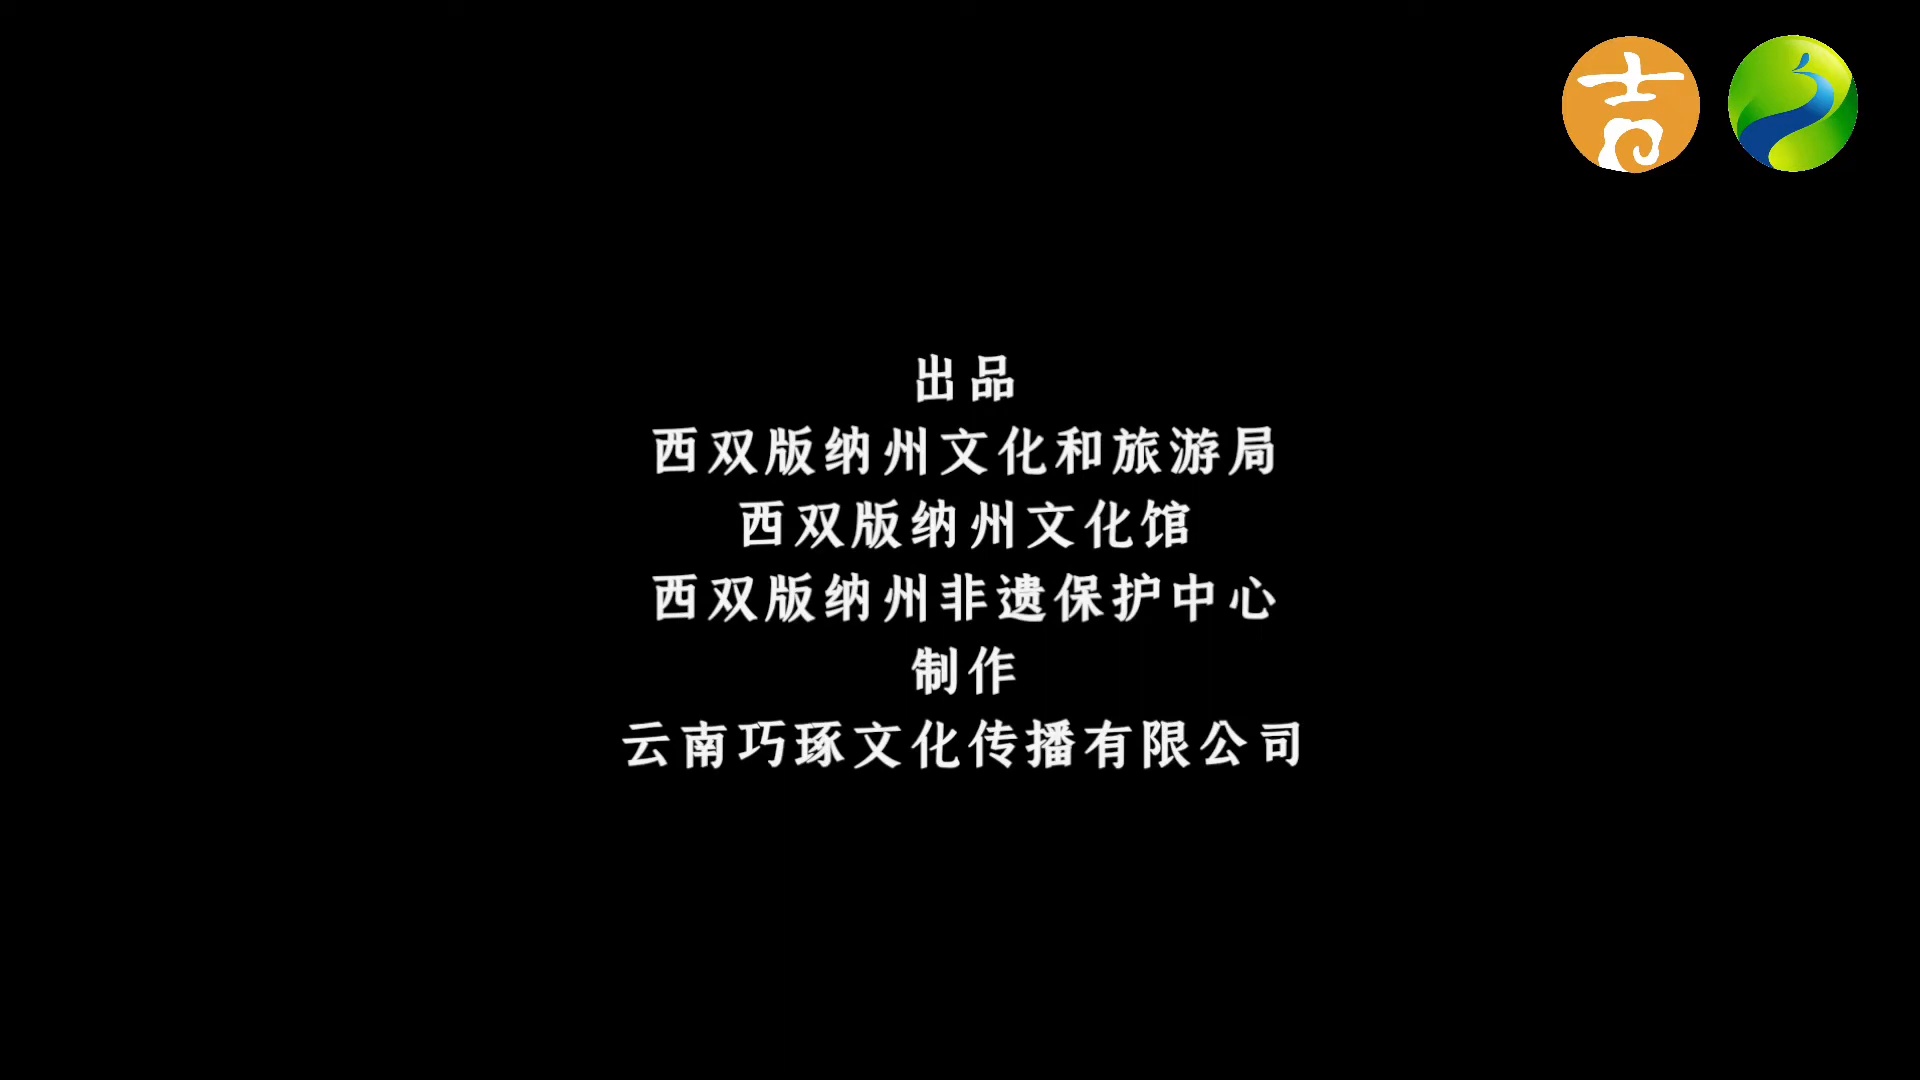 吉
出品
西双版纳州文化和旅游局
西双版纳州文化馆
西双版纳州非遗保护中心
制作
云南巧琢文化传播有限公司